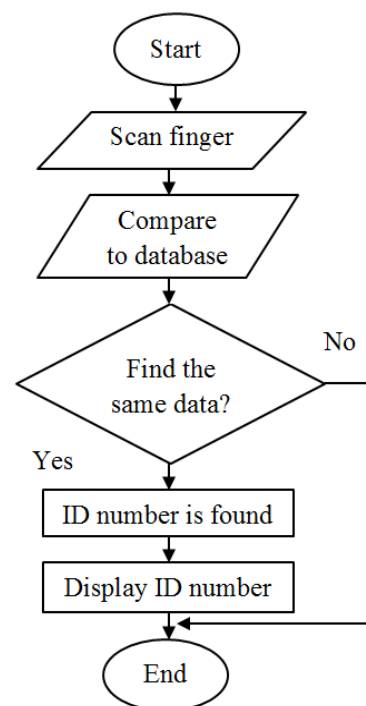 Start
Scan finger
Compare
to database
Find the
same data?
No
Yes
ID number is found
Display ID number
End